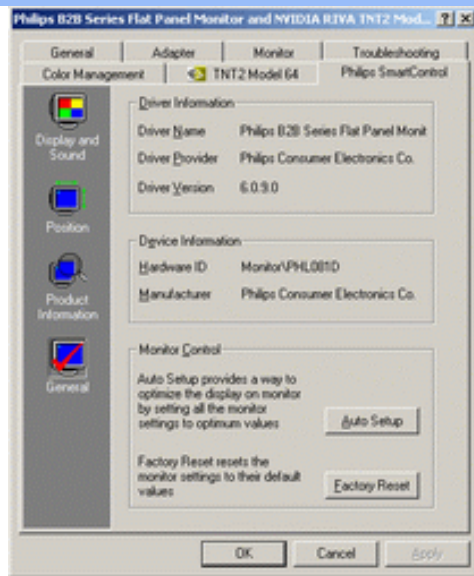 Philips B2B Series Flat Panel Monitor and NVIDIA RIVA TNT2 Mod...
General Adapter Monitor Troubleshooting
Color Management TNT2 Model 64 Philips SmartControl
Display and
Sound
Position
Product
Information
General
Driver Information
Driver Name Philips B2B Series Flat Panel Monit
Driver Provider Philips Consumer Electronics Co.
Driver Version 6.0.9.0
Device Information
Hardware ID Monitor\PHL081D
Manufacturer Philips Consumer Electronics Co.
Monitor Control
Auto Setup provides a way to
optimize the display on monitor
by setting all the monitor
settings to optimum values
Auto Setup
Factory Reset resets the
monitor settings to their default
values
Factory Reset
OK Cancel Apply